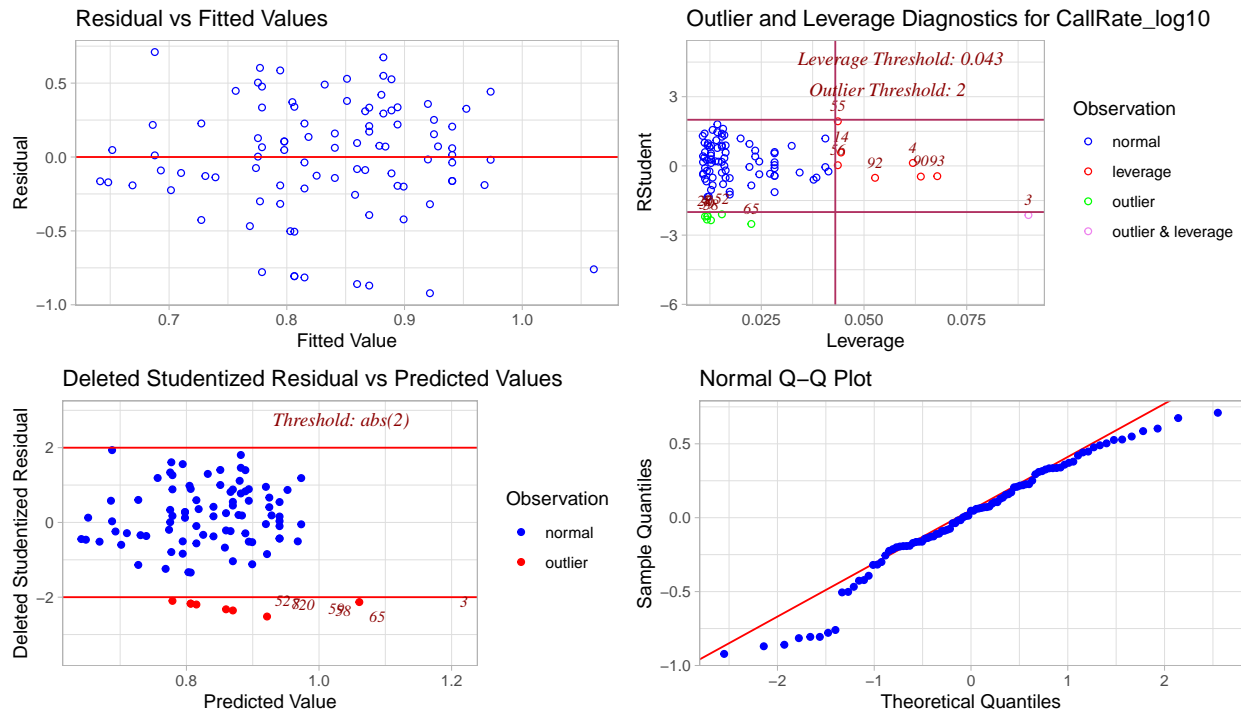 Residual vs Fitted Values
Residual
0.5
0.0
−0.5
−1.0
0.7
0.8
0.9
1.0
Fitted Value
Outlier and Leverage Diagnostics for CallRate_log10
Leverage Threshold: 0.043
Outlier Threshold: 2
RStudent
3
0
−3
−6
55
14
56
92
4
90
93
52
65
3
0.025
0.050
0.075
Leverage
Observation
normal
leverage
outlier
outlier & leverage
Deleted Studentized Residual vs Predicted Values
Threshold: abs(2)
Deleted Studentized Residual
2
0
−2
52
20
59
58
65
3
0.8
1.0
1.2
Predicted Value
Observation
normal
outlier
Normal Q−Q Plot
Sample Quantiles
0.5
0.0
−0.5
−1.0
−2
−1
0
1
2
Theoretical Quantiles